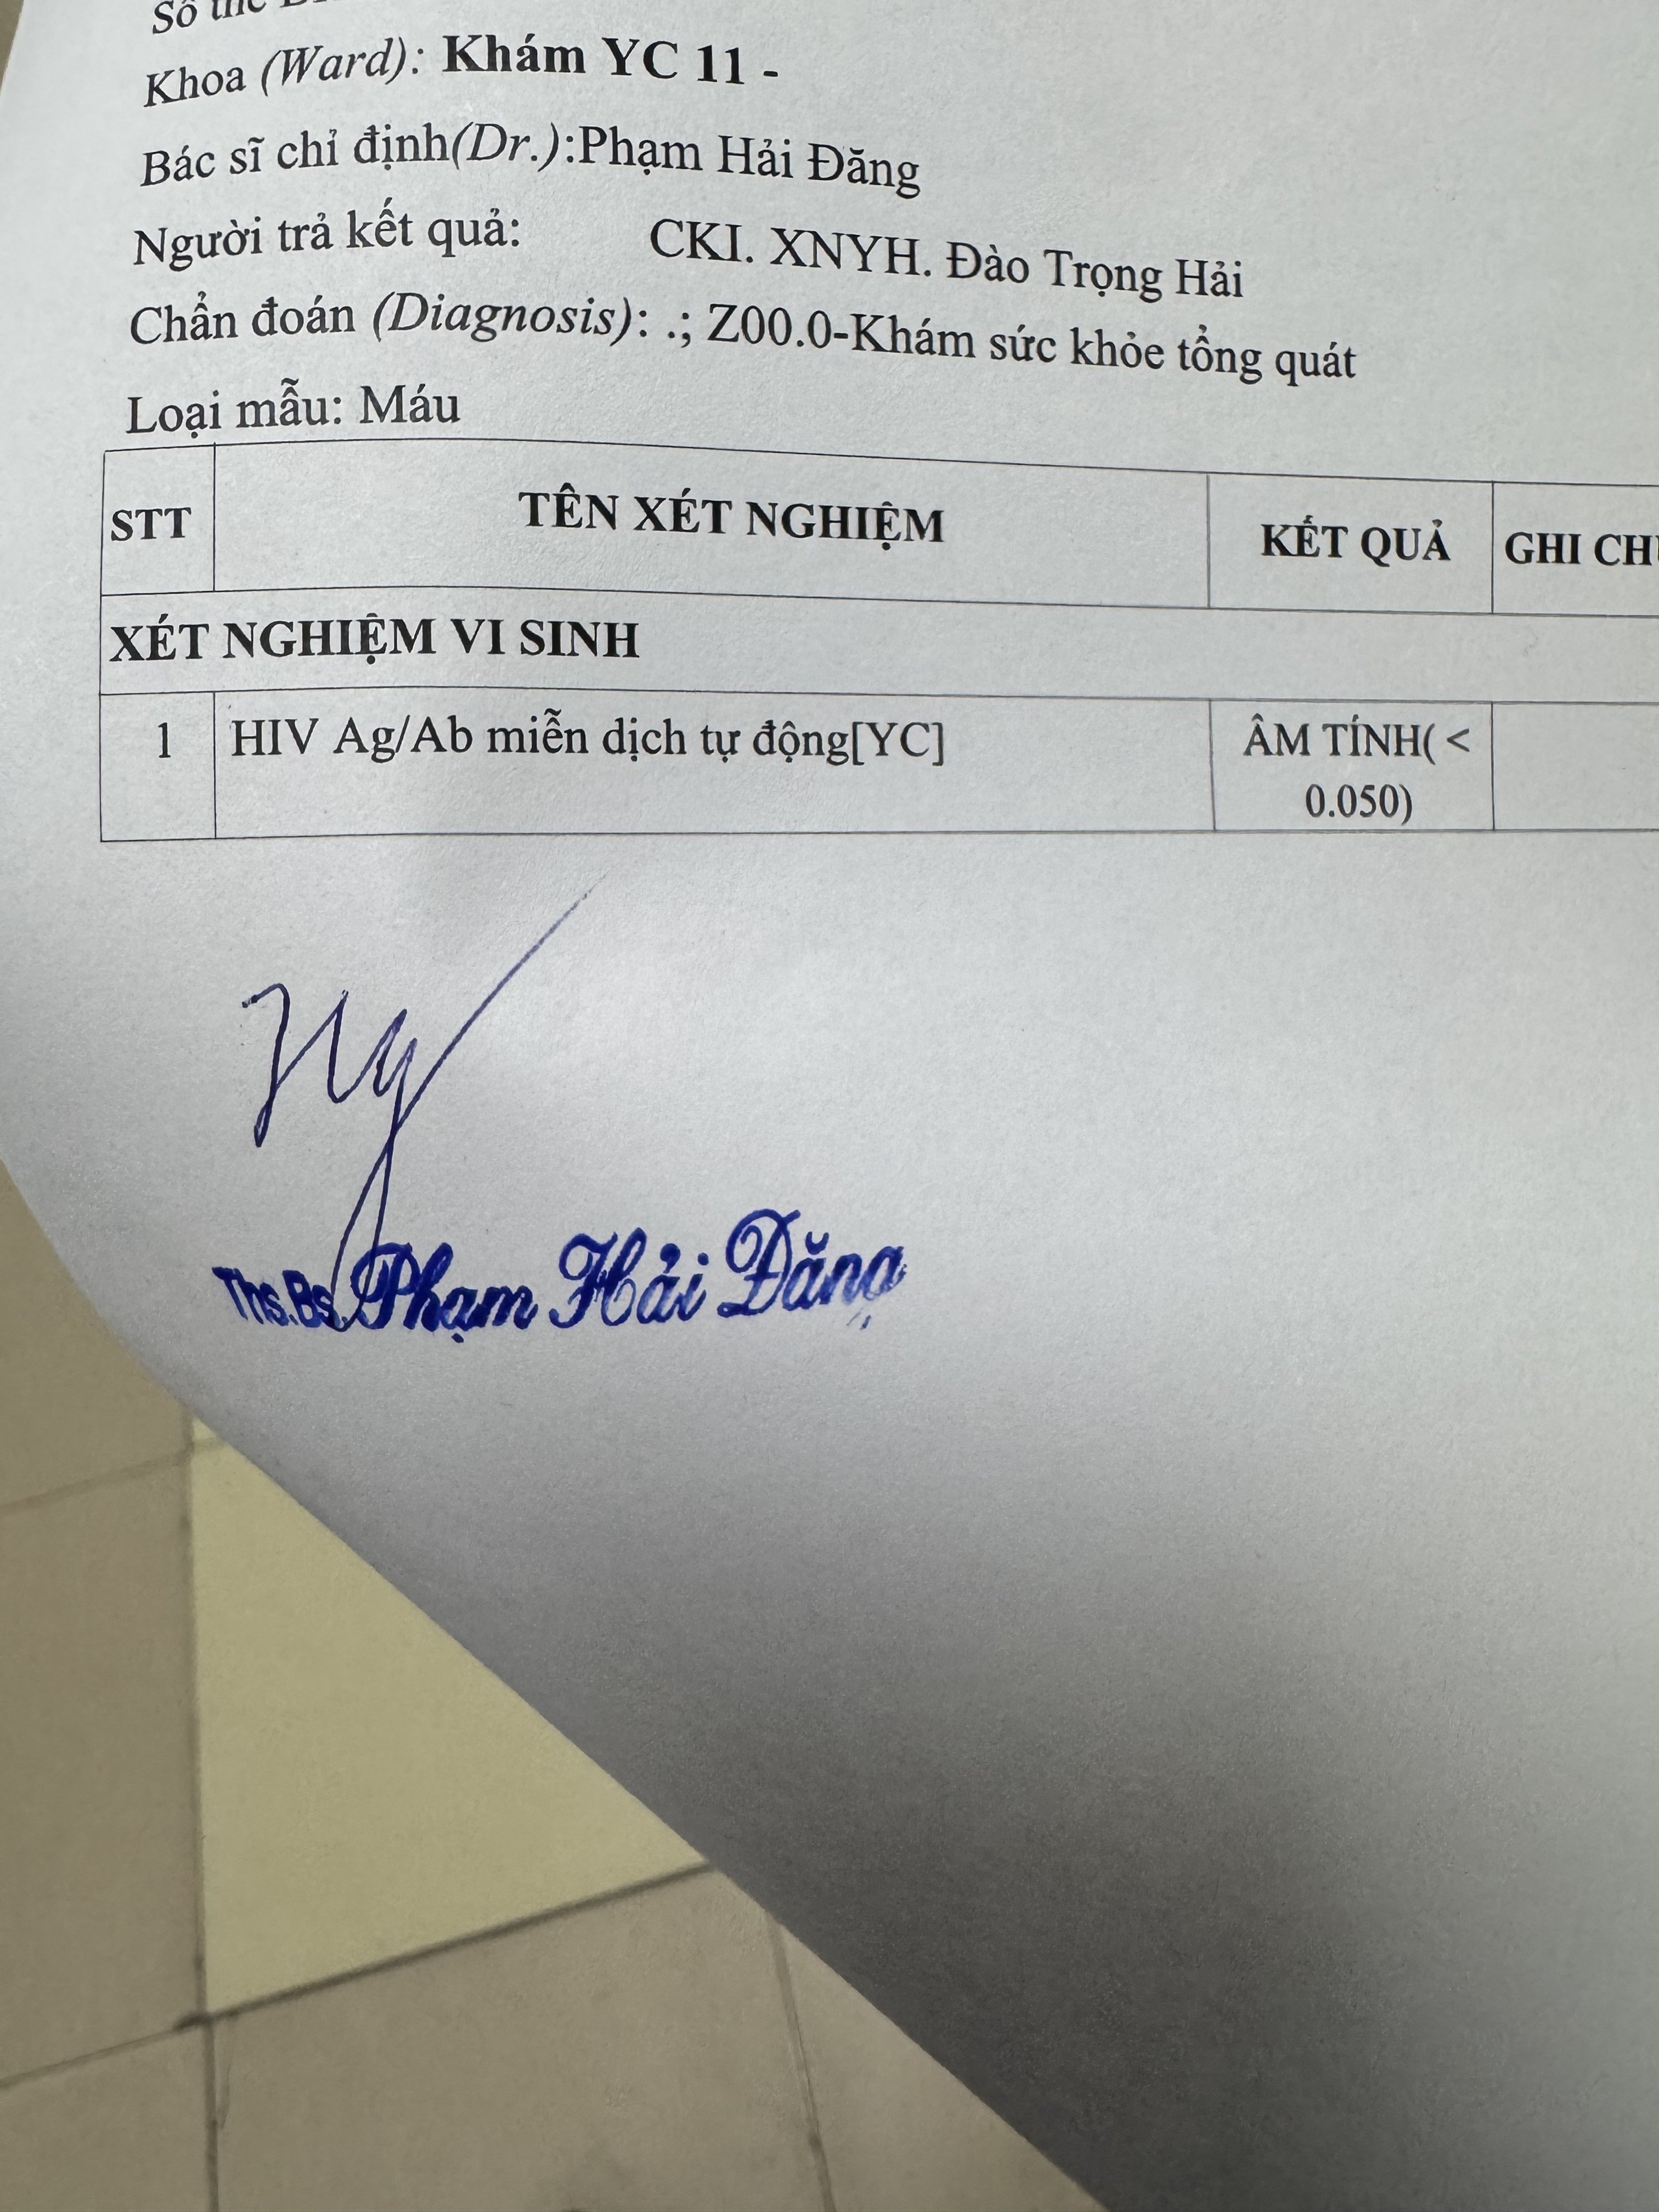 Số thẻ
Khoa (Ward): Khám YC 11 -
Bác sĩ chỉ định(Dr.):Phạm Hải Đăng
Người trả kết quả: CKI. XNYH. Đào Trọng Hải
Chẩn đoán (Diagnosis): .; Z00.0-Khám sức khỏe tổng quát
Loại mẫu: Máu
STT TÊN XÉT NGHIỆM KẾT QUẢ GHI
XÉT NGHIỆM VI SINH
1 HIV Ag/Ab miễn dịch tự động[YC] ÂM TÍNH( <
0.050)
Ths.Bs. Phạm Hải Đăng